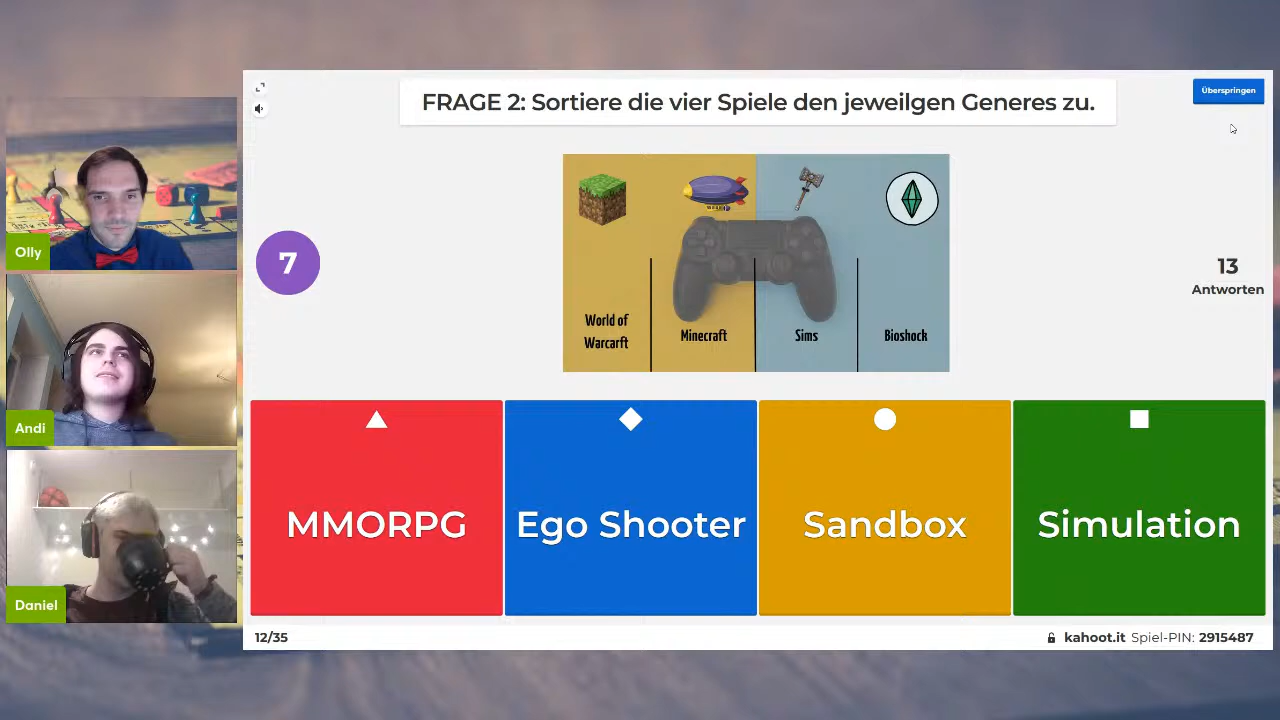 FRAGE 2: Sortiere die vier Spiele den jeweilgen Generes zu.
Überspringen
Olly
7
World of
Warcarft
Minecraft
Sims
Bioshock
13
Antworten
Andi
MMORPG
Ego Shooter
Sandbox
Simulation
Daniel
12/35
kahoot.it Spiel-PIN: 2915487